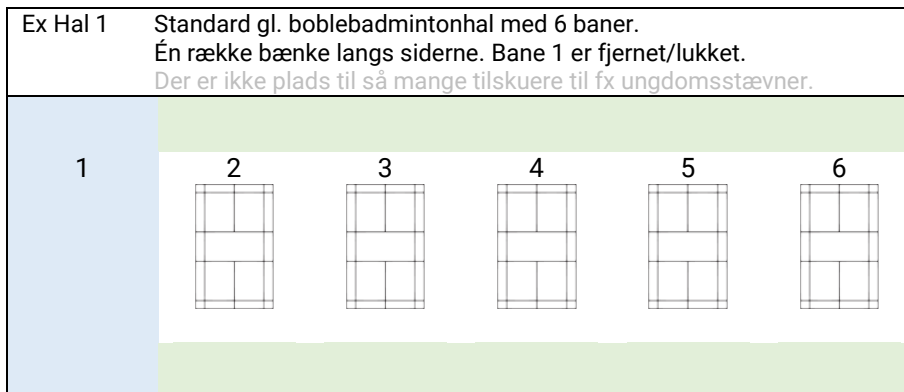 Ex Hal 1 Standard gl. boblebadmintonhal med 6 baner.
Én række bænke langs siderne. Bane 1 er fjernet/lukket.
Der er ikke plads til så mange tilskuere til fx ungdomsstævner.
1 2 3 4 5 6